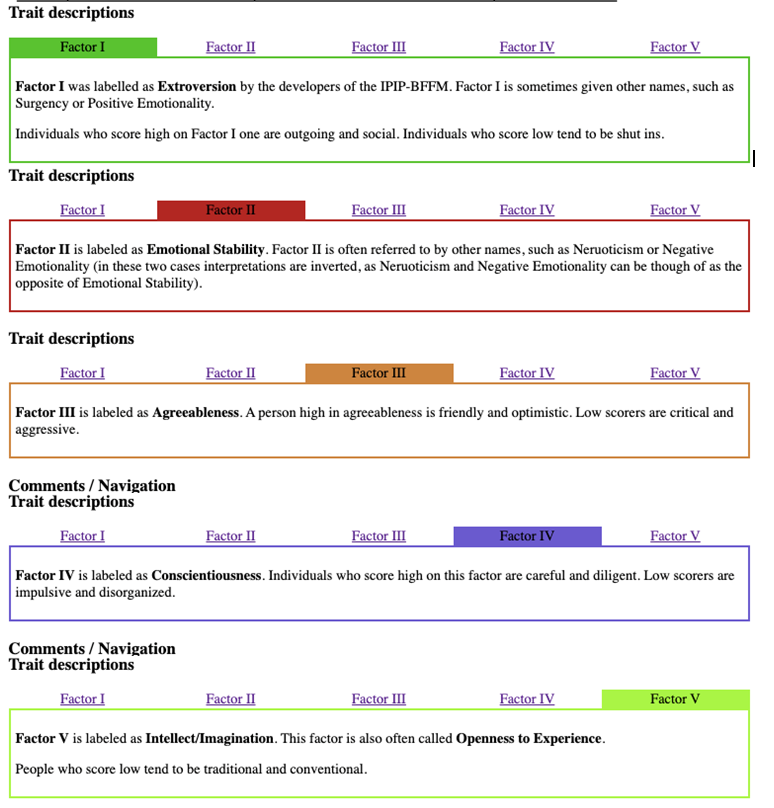 Trait descriptions
Factor I Factor II Factor III Factor IV Factor V
Factor I was labelled as Extroversion by the developers of the IPIP-BFFM. Factor I is sometimes given other names, such as
Surgency or Positive Emotionality.
Individuals who score high on Factor I one are outgoing and social. Individuals who score low tend to be shut ins.
Trait descriptions
Factor I Factor II Factor III Factor IV Factor V
Factor II is labeled as Emotional Stability. Factor II is often referred to by other names, such as Neruoticism or Negative
Emotionality (in these two cases interpretations are inverted, as Neruoticism and Negative Emotionality can be though of as the
opposite of Emotional Stability).
Trait descriptions
Factor I Factor II Factor III Factor IV Factor V
Factor III is labeled as Agreeableness. A person high in agreeableness is friendly and optimistic. Low scorers are critical and
aggressive.
Comments / Navigation
Trait descriptions
Factor I Factor II Factor III Factor IV Factor V
Factor IV is labeled as Conscientiousness. Individuals who score high on this factor are careful and diligent. Low scorers are
impulsive and disorganized.
Comments / Navigation
Trait descriptions
Factor I Factor II Factor III Factor IV Factor V
Factor V is labeled as Intellect/Imagination. This factor is also often called Openness to Experience.
People who score low tend to be traditional and conventional.